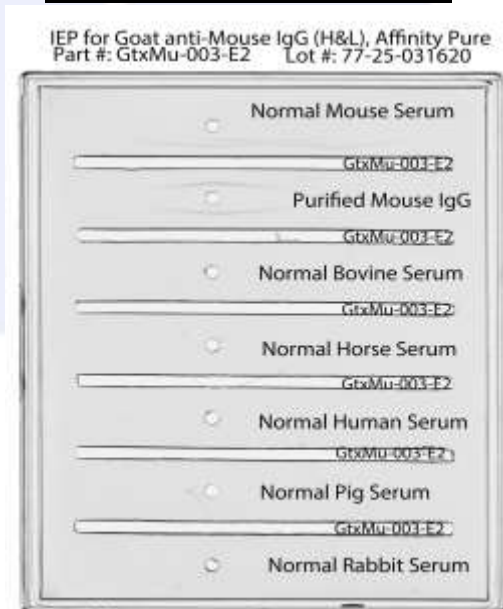 IEP for Goat anti-Mouse IgG (H&L), Affinity Pure
Part #: GtxMu-003-E2 Lot #: 77-25-031620
Normal Mouse Serum
GtxMu-003-E2
Purified Mouse IgG
GtxMu-003-E2
Normal Bovine Serum
GtxMu-003-E2
Normal Horse Serum
GtxMu-003-E2
Normal Human Serum
GtxMu-003-E2
Normal Pig Serum
GtxMu-003-E2
Normal Rabbit Serum